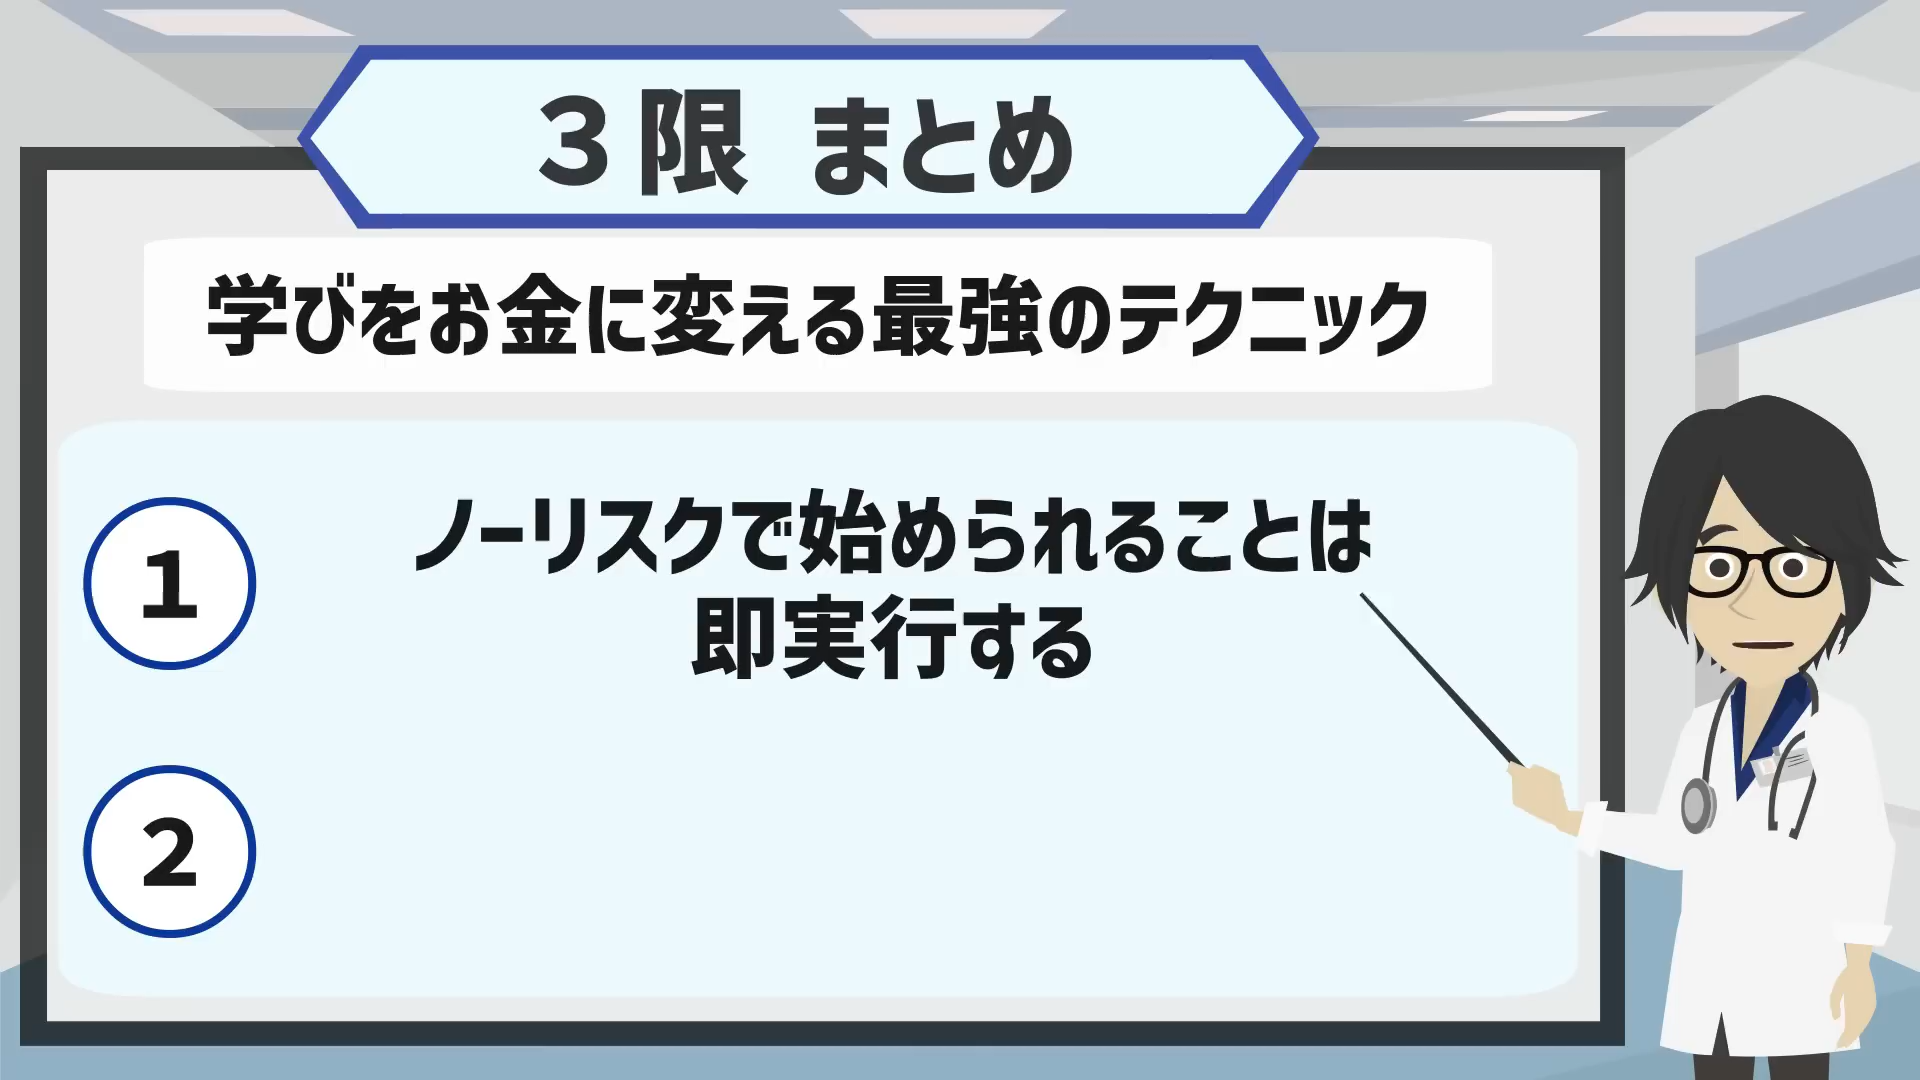 ３限 まとめ
学びをお金に変える最強のテクニック
1
ノーリスクで始められることは
即実行する
2